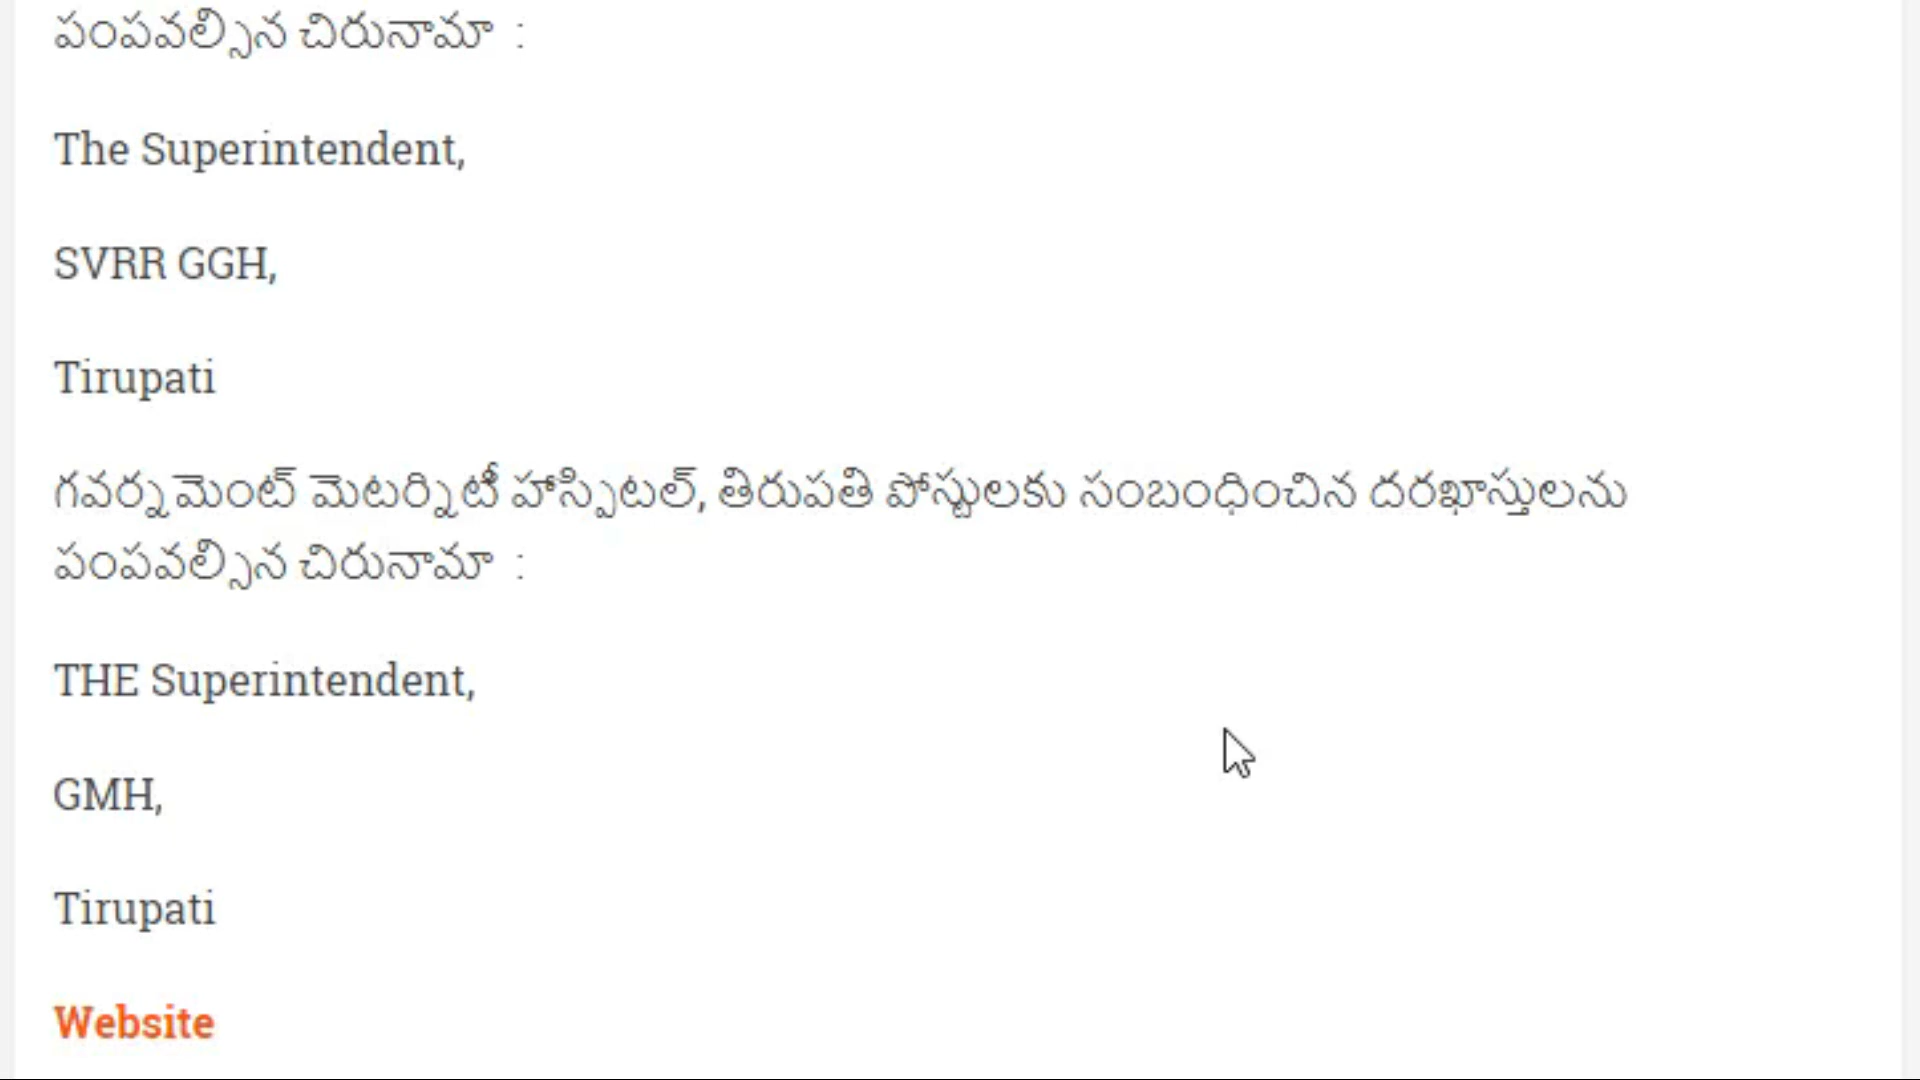 పంపవల్సిన చిరునామా :
The Superintendent,
SVRR GGH,
Tirupati
గవర్నమెంట్ మెటర్నిటీ హాస్పిటల్, తిరుపతి పోస్టులకు సంబంధించిన దరఖాస్తులను
పంపవల్సిన చిరునామా :
THE Superintendent,
GMH,
Tirupati
Website